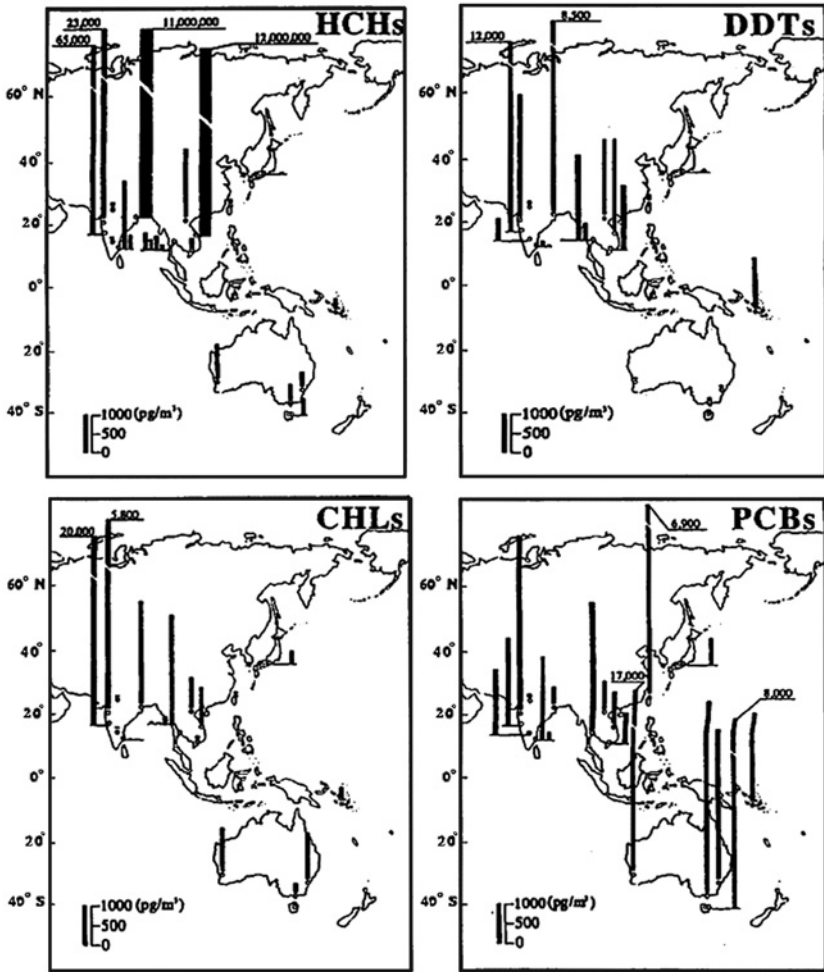 HCHs
23,000
11,000,000
65,000
12,000,000
60° N
40°
20°
0°
20°
40° S
1000 (pg/m³)
500
0
DDTs
8,500
12,000
60° N
40°
20°
0°
20°
40° S
1000 (pg/m³)
500
0
CHLs
5,800
20,000
60° N
40°
20°
0°
20°
40° S
1000 (pg/m³)
500
0
PCBs
6,900
60° N
40°
17,000
20°
8,000
0°
20°
40° S
1000 (pg/m³)
500
0